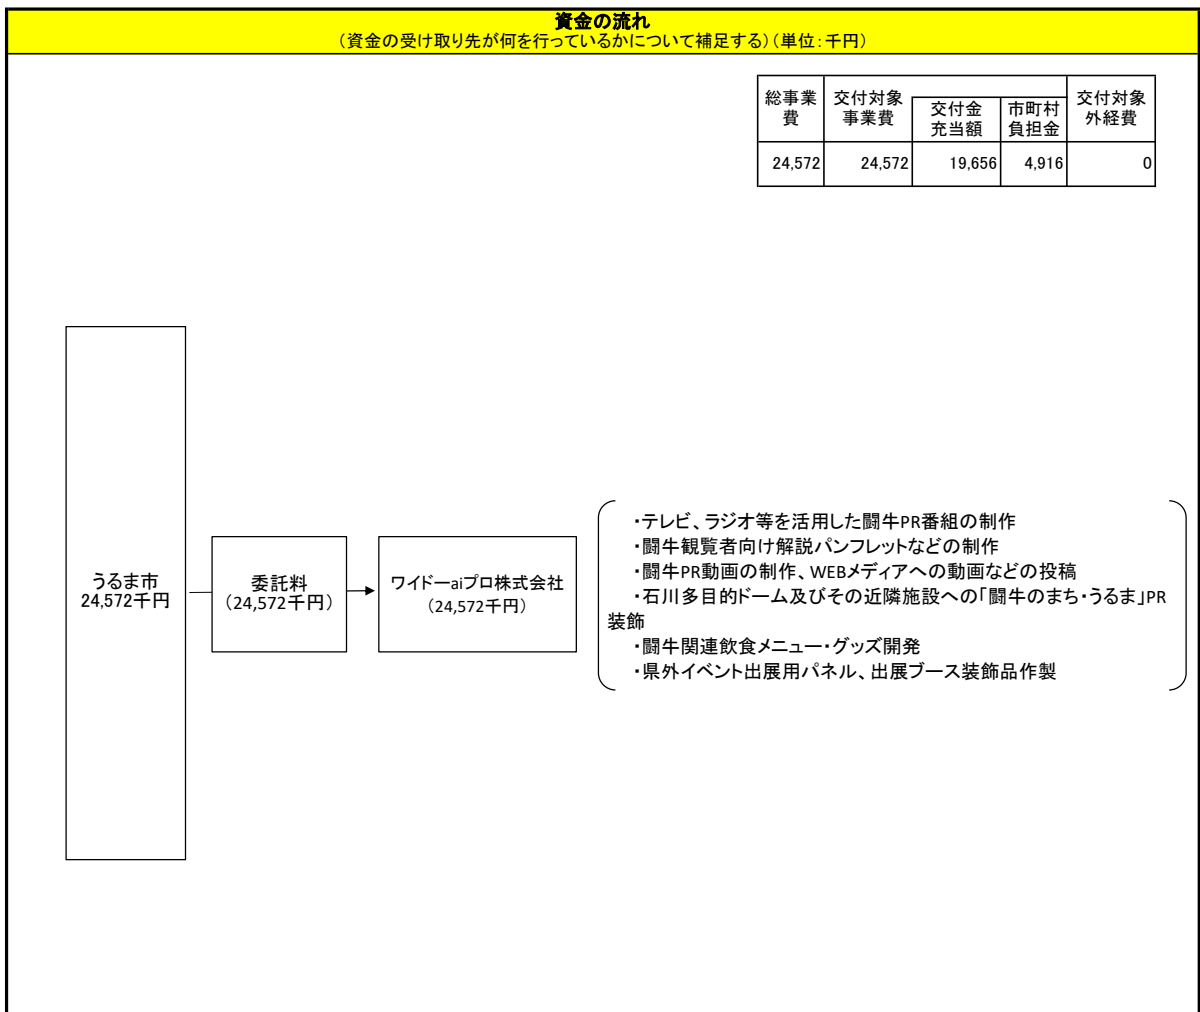 資金の流れ
（資金の受け取り先が何を行っているかについて補足する）（単位：千円）
総事業費 交付対象事業費 交付金充当額 市町村負担金 交付対象外経費
24,572 24,572 19,656 4,916 0
うるま市
24,572千円
委託料
（24,572千円）
ワイドーaiプロ株式会社
（24,572千円）
・テレビ、ラジオ等を活用した闘牛PR番組の制作
・闘牛観覧者向け解説パンフレットなどの制作
・闘牛PR動画の制作、WEBメディアへの動画などの投稿
・石川多目的ドーム及びその近隣施設への「闘牛のまち・うるま」PR
装飾
・闘牛関連飲食メニュー・グッズ開発
・県外イベント出展用パネル、出展ブース装飾品作製